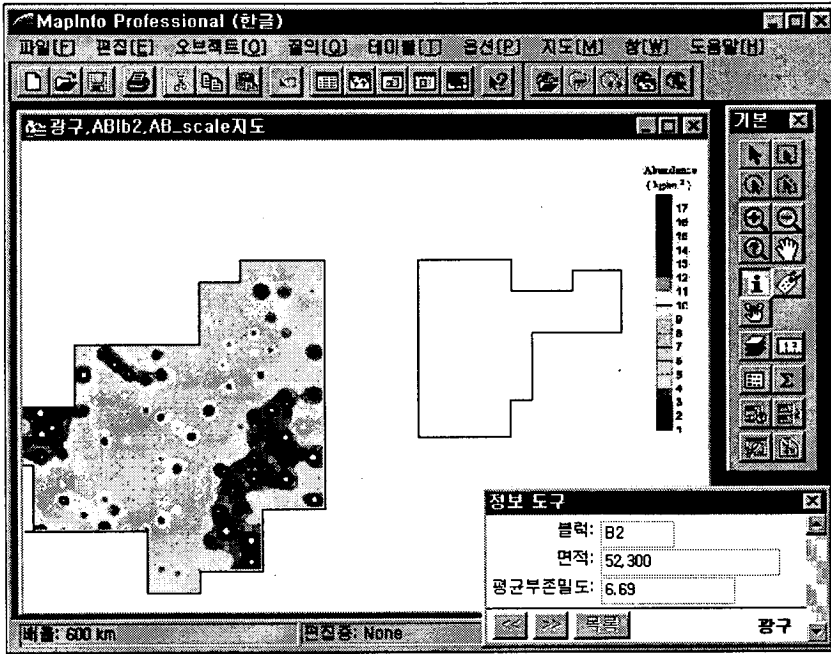 MapInfo Professional (한글)
파일[F] 편집[E] 오브젝트[O] 질의[Q] 테이블[T] 옵션[P] 지도[M] 창[W] 도움말[H]
광구,ABIb2,AB_scale지도
기본
Abundance
(kg/m²)
17
16
15
14
13
12
11
10
9
8
7
6
5
4
3
2
1
정보 도구
블럭: B2
면적: 52,300
평균부존밀도: 6.69
<< >> 목록 광구
배율: 600 km 편집중: None